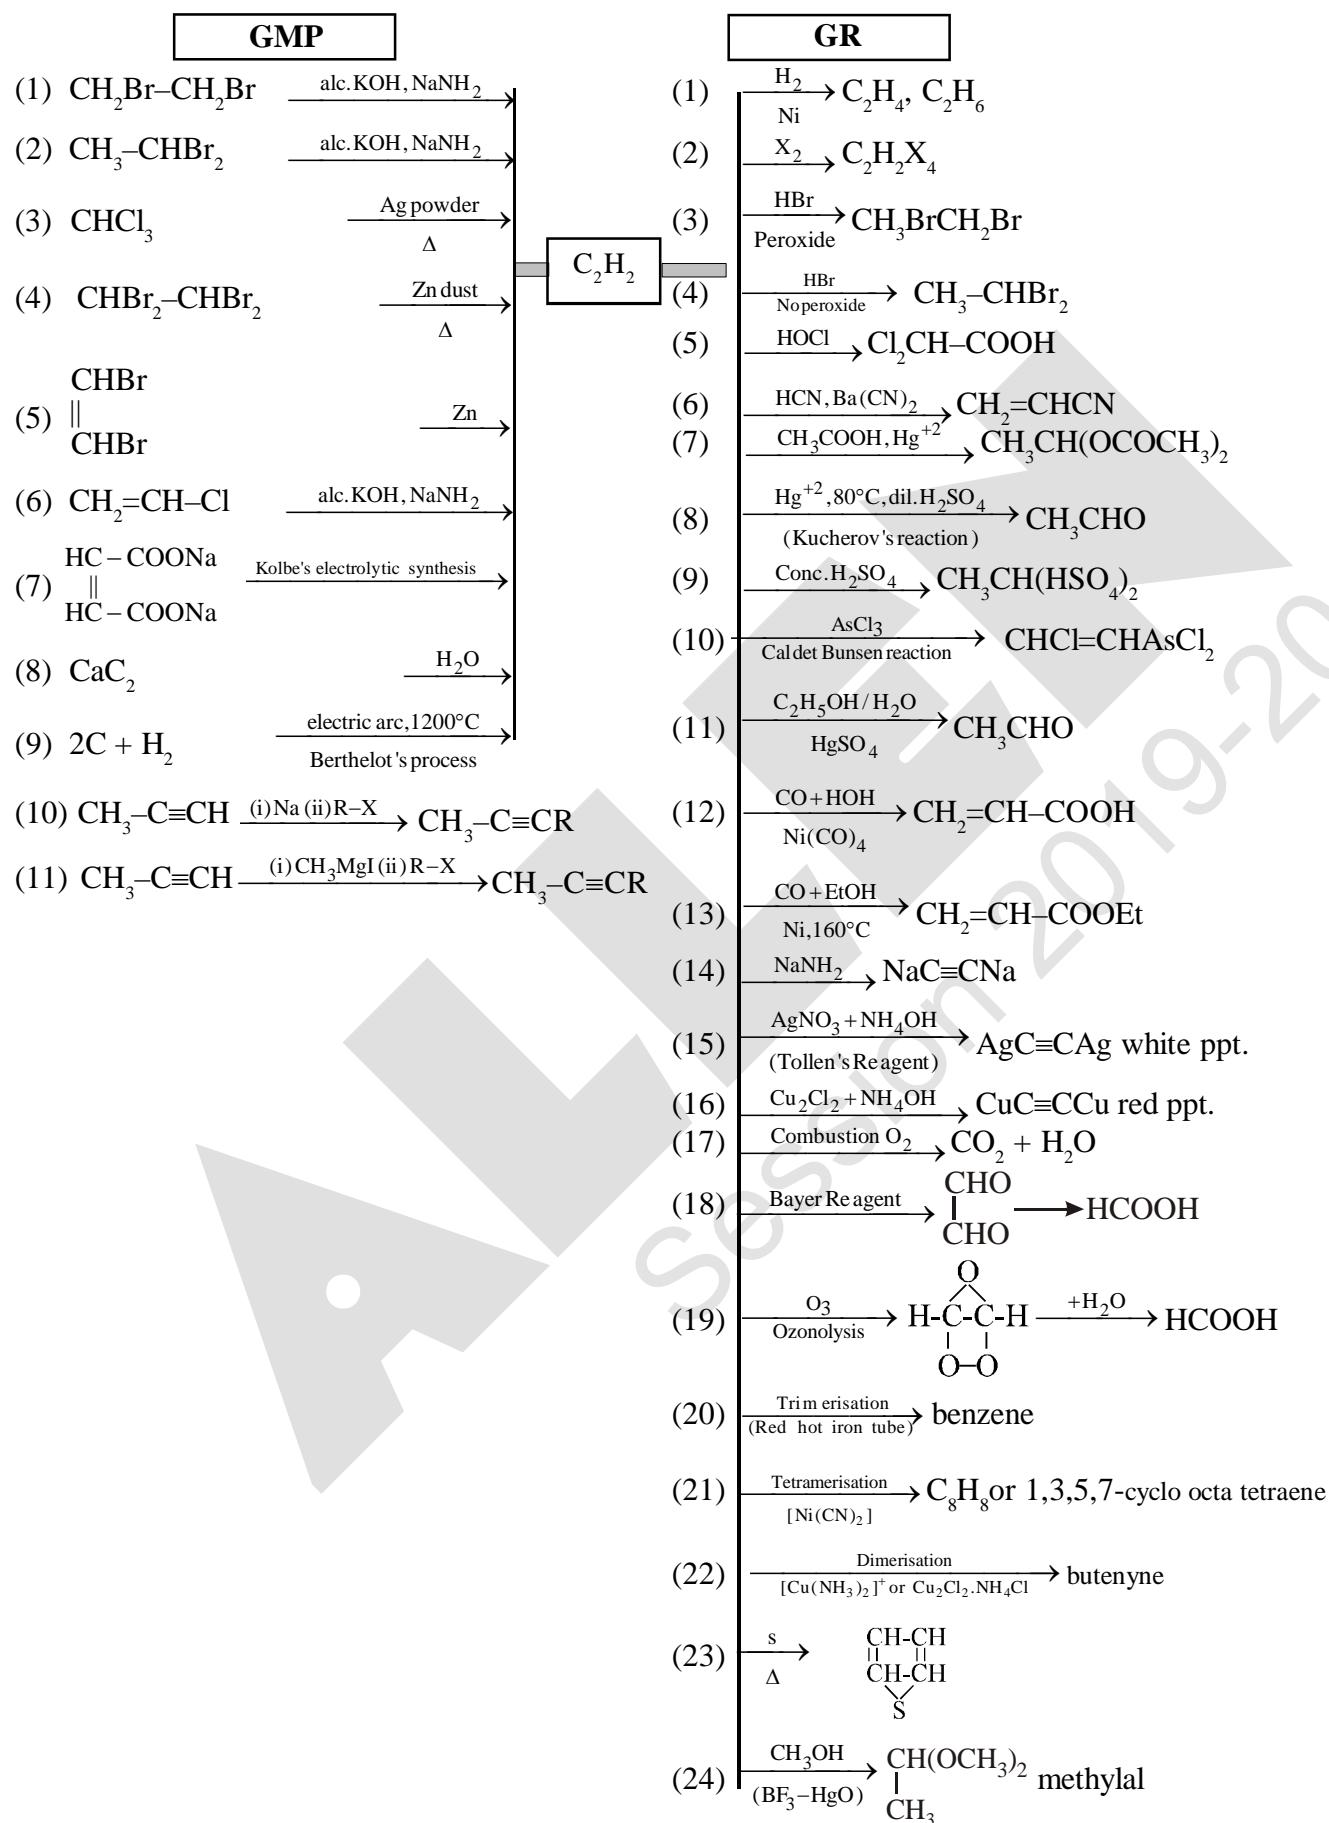 GMP
(1) CH₂Br–CH₂Br alc.KOH, NaNH₂
(2) CH₃–CHBr₂ alc.KOH, NaNH₂
(3) CHCl₃ Ag powder Δ
(4) CHBr₂–CHBr₂ Zn dust Δ
(5) CHBr || CHBr Zn
(6) CH₂=CH–Cl alc.KOH, NaNH₂
(7) HC – COONa || HC – COONa Kolbe's electrolytic synthesis
(8) CaC₂ H₂O
(9) 2C + H₂ electric arc,1200°C Berthelot's process
(10) CH₃–C≡CH (i) Na (ii) R–X → CH₃–C≡CR
(11) CH₃–C≡CH (i) CH₃MgI (ii) R–X → CH₃–C≡CR
C₂H₂
GR
(1) H₂ Ni → C₂H₄, C₂H₆
(2) X₂ → C₂H₂X₄
(3) HBr Peroxide → CH₃BrCH₂Br
(4) HBr No peroxide → CH₃–CHBr₂
(5) HOCl → Cl₂CH–COOH
(6) HCN, Ba(CN)₂ → CH₂=CHCN
(7) CH₃COOH, Hg⁺² → CH₃CH(OCOCH₃)₂
(8) Hg⁺², 80°C, dil.H₂SO₄ (Kucherov's reaction) → CH₃CHO
(9) Conc.H₂SO₄ → CH₃CH(HSO₄)₂
(10) AsCl₃ Caldet Bunsen reaction → CHCl=CHAsCl₂
(11) C₂H₅OH / H₂O HgSO₄ → CH₃CHO
(12) CO+HOH Ni(CO)₄ → CH₂=CH–COOH
(13) CO+EtOH Ni,160°C → CH₂=CH–COOEt
(14) NaNH₂ → NaC≡CNa
(15) AgNO₃ + NH₄OH (Tollen's Reagent) → AgC≡CAg white ppt.
(16) Cu₂Cl₂ + NH₄OH → CuC≡CCu red ppt.
(17) Combustion O₂ → CO₂ + H₂O
(18) Bayer Reagent → CHO | CHO → HCOOH
(19) O₃ Ozonolysis → O H-C-C-H O–O +H₂O → HCOOH
(20) Trim erisation (Red hot iron tube) → benzene
(21) Tetramerisation [Ni(CN)₂] → C₈H₈or 1,3,5,7-cyclo octa tetraene
(22) Dimerisation [Cu(NH₃)₂]⁺ or Cu₂Cl₂.NH₄Cl → butenyne
(23) s Δ → CH-CH || || CH-CH S
(24) CH₃OH (BF₃–HgO) → CH(OCH₃)₂ | CH₃ methylal
ALLEN
Session 2019-20